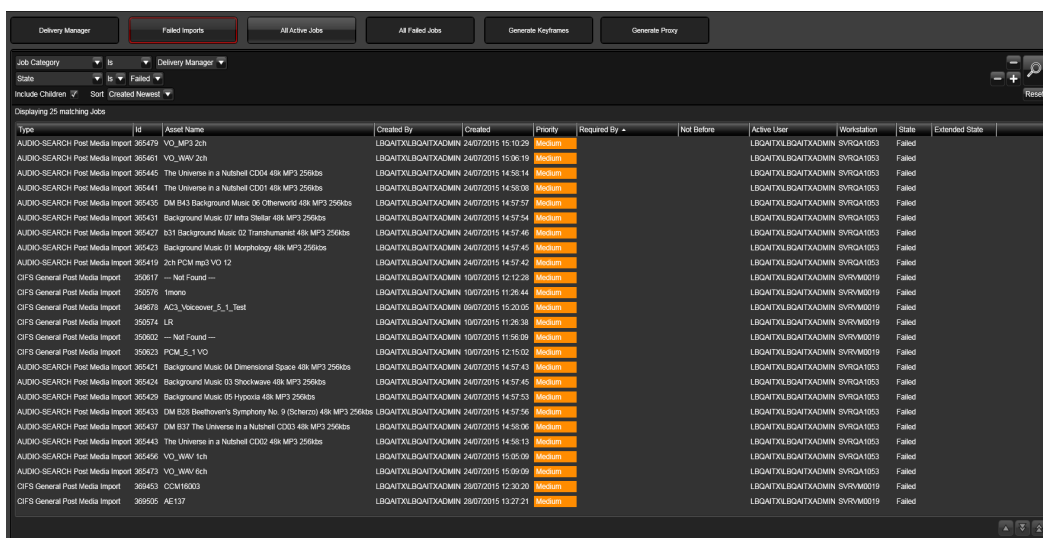 Delivery Manager Failed Imports All Active Jobs All Failed Jobs Generate Keyframes Generate Proxy
Job Category Is Delivery Manager
State Is Failed
Include Children Sort Created Newest Reset
Displaying 25 matching Jobs
Type Id Asset Name Created By Created Priority Required By Not Before Active User Workstation State Extended State
AUDIO-SEARCH Post Media Import 365479 VO_MP3 2ch LBQAITX\LBQAITXADMIN 24/07/2015 15:10:29 Medium LBQAITX\LBQAITXADMIN SVRQA1053 Failed
AUDIO-SEARCH Post Media Import 365461 VO_WAV 2ch LBQAITX\LBQAITXADMIN 24/07/2015 15:06:19 Medium LBQAITX\LBQAITXADMIN SVRQA1053 Failed
AUDIO-SEARCH Post Media Import 365445 The Universe in a Nutshell CD04 48k MP3 256kbs LBQAITX\LBQAITXADMIN 24/07/2015 14:58:14 Medium LBQAITX\LBQAITXADMIN SVRQA1053 Failed
AUDIO-SEARCH Post Media Import 365441 The Universe in a Nutshell CD01 48k MP3 256kbs LBQAITX\LBQAITXADMIN 24/07/2015 14:58:08 Medium LBQAITX\LBQAITXADMIN SVRQA1053 Failed
AUDIO-SEARCH Post Media Import 365435 DM B43 Background Music 06 Otherworld 48k MP3 256kbs LBQAITX\LBQAITXADMIN 24/07/2015 14:57:57 Medium LBQAITX\LBQAITXADMIN SVRQA1053 Failed
AUDIO-SEARCH Post Media Import 365431 Background Music 07 Infra Stellar 48k MP3 256kbs LBQAITX\LBQAITXADMIN 24/07/2015 14:57:54 Medium LBQAITX\LBQAITXADMIN SVRQA1053 Failed
AUDIO-SEARCH Post Media Import 365427 b31 Background Music 02 Transhumanist 48k MP3 256kbs LBQAITX\LBQAITXADMIN 24/07/2015 14:57:46 Medium LBQAITX\LBQAITXADMIN SVRQA1053 Failed
AUDIO-SEARCH Post Media Import 365423 Background Music 01 Morphology 48k MP3 256kbs LBQAITX\LBQAITXADMIN 24/07/2015 14:57:45 Medium LBQAITX\LBQAITXADMIN SVRQA1053 Failed
AUDIO-SEARCH Post Media Import 365419 2ch PCM mp3 VO 12 LBQAITX\LBQAITXADMIN 24/07/2015 14:57:42 Medium LBQAITX\LBQAITXADMIN SVRQA1053 Failed
CIFS General Post Media Import 350617 --- Not Found --- LBQAITX\LBQAITXADMIN 10/07/2015 12:12:28 Medium LBQAITX\LBQAITXADMIN SVRVM0019 Failed
CIFS General Post Media Import 350576 1mono LBQAITX\LBQAITXADMIN 10/07/2015 11:26:44 Medium LBQAITX\LBQAITXADMIN SVRVM0019 Failed
CIFS General Post Media Import 349678 AC3_Voiceover_5_1_Test LBQAITX\LBQAITXADMIN 09/07/2015 15:20:05 Medium LBQAITX\LBQAITXADMIN SVRVM0019 Failed
CIFS General Post Media Import 350574 LR LBQAITX\LBQAITXADMIN 10/07/2015 11:26:38 Medium LBQAITX\LBQAITXADMIN SVRVM0019 Failed
CIFS General Post Media Import 350602 --- Not Found --- LBQAITX\LBQAITXADMIN 10/07/2015 11:56:09 Medium LBQAITX\LBQAITXADMIN SVRVM0019 Failed
CIFS General Post Media Import 350623 PCM_5_1 VO LBQAITX\LBQAITXADMIN 10/07/2015 12:15:02 Medium LBQAITX\LBQAITXADMIN SVRVM0019 Failed
AUDIO-SEARCH Post Media Import 365421 Background Music 04 Dimensional Space 48k MP3 256kbs LBQAITX\LBQAITXADMIN 24/07/2015 14:57:43 Medium LBQAITX\LBQAITXADMIN SVRQA1053 Failed
AUDIO-SEARCH Post Media Import 365424 Background Music 03 Shockwave 48k MP3 256kbs LBQAITX\LBQAITXADMIN 24/07/2015 14:57:45 Medium LBQAITX\LBQAITXADMIN SVRQA1053 Failed
AUDIO-SEARCH Post Media Import 365429 Background Music 05 Hypoxia 48k MP3 256kbs LBQAITX\LBQAITXADMIN 24/07/2015 14:57:53 Medium LBQAITX\LBQAITXADMIN SVRQA1053 Failed
AUDIO-SEARCH Post Media Import 365433 DM B28 Beethoven's Symphony No. 9 (Scherzo) 48k MP3 256kbs LBQAITX\LBQAITXADMIN 24/07/2015 14:57:56 Medium LBQAITX\LBQAITXADMIN SVRQA1053 Failed
AUDIO-SEARCH Post Media Import 365437 DM B37 The Universe in a Nutshell CD03 48k MP3 256kbs LBQAITX\LBQAITXADMIN 24/07/2015 14:58:06 Medium LBQAITX\LBQAITXADMIN SVRQA1053 Failed
AUDIO-SEARCH Post Media Import 365443 The Universe in a Nutshell CD02 48k MP3 256kbs LBQAITX\LBQAITXADMIN 24/07/2015 14:58:13 Medium LBQAITX\LBQAITXADMIN SVRQA1053 Failed
AUDIO-SEARCH Post Media Import 365456 VO_WAV 1ch LBQAITX\LBQAITXADMIN 24/07/2015 15:05:09 Medium LBQAITX\LBQAITXADMIN SVRQA1053 Failed
AUDIO-SEARCH Post Media Import 365473 VO_WAV 6ch LBQAITX\LBQAITXADMIN 24/07/2015 15:09:09 Medium LBQAITX\LBQAITXADMIN SVRQA1053 Failed
CIFS General Post Media Import 369453 CCM16003 LBQAITX\LBQAITXADMIN 28/07/2015 12:30:20 Medium LBQAITX\LBQAITXADMIN SVRVM0019 Failed
CIFS General Post Media Import 369505 AE137 LBQAITX\LBQAITXADMIN 28/07/2015 13:27:21 Medium LBQAITX\LBQAITXADMIN SVRVM0019 Failed